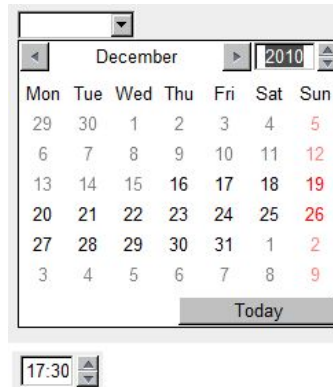 December 2010
Mon Tue Wed Thu Fri Sat Sun
29 30 1 2 3 4 5
6 7 8 9 10 11 12
13 14 15 16 17 18 19
20 21 22 23 24 25 26
27 28 29 30 31 1 2
3 4 5 6 7 8 9
Today
17:30